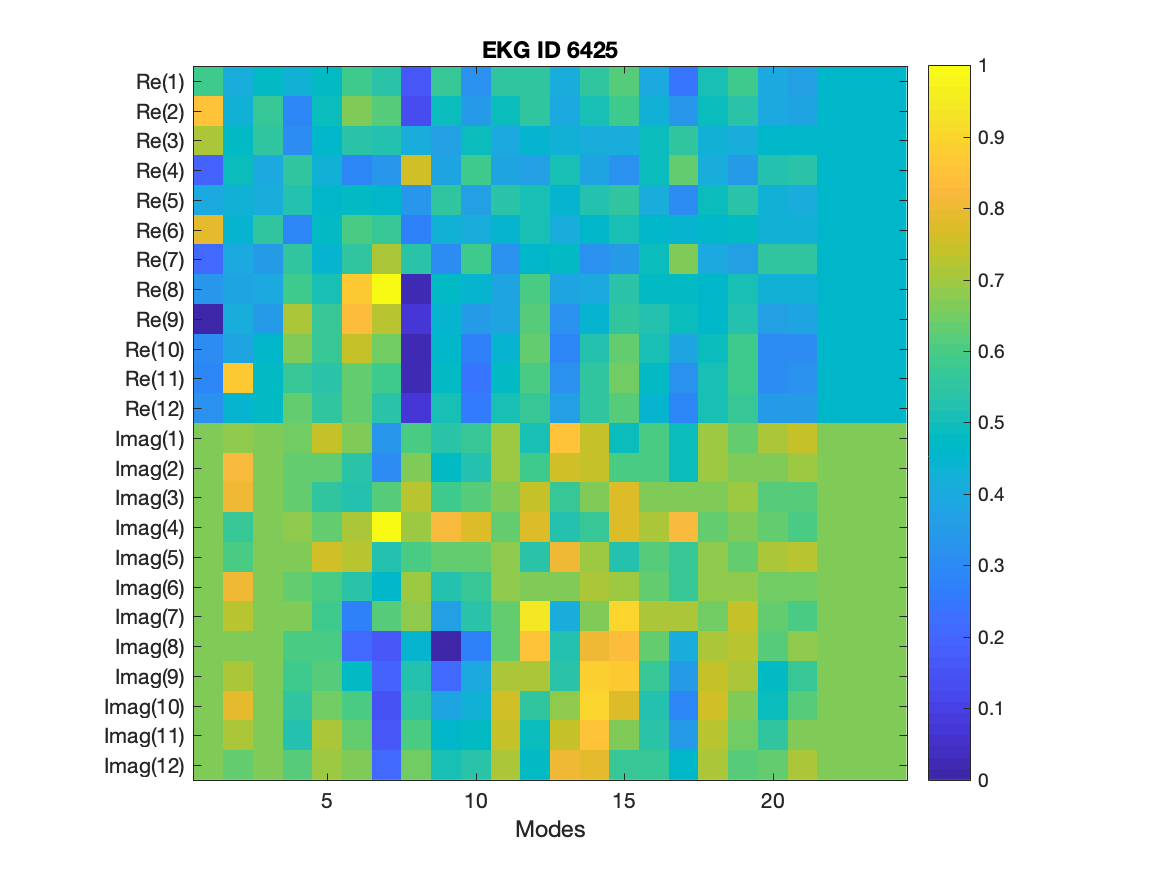 EKG ID 6425
Re(1)
Re(2)
Re(3)
Re(4)
Re(5)
Re(6)
Re(7)
Re(8)
Re(9)
Re(10)
Re(11)
Re(12)
Imag(1)
Imag(2)
Imag(3)
Imag(4)
Imag(5)
Imag(6)
Imag(7)
Imag(8)
Imag(9)
Imag(10)
Imag(11)
Imag(12)
5 10 15 20
Modes
1
0.9
0.8
0.7
0.6
0.5
0.4
0.3
0.2
0.1
0